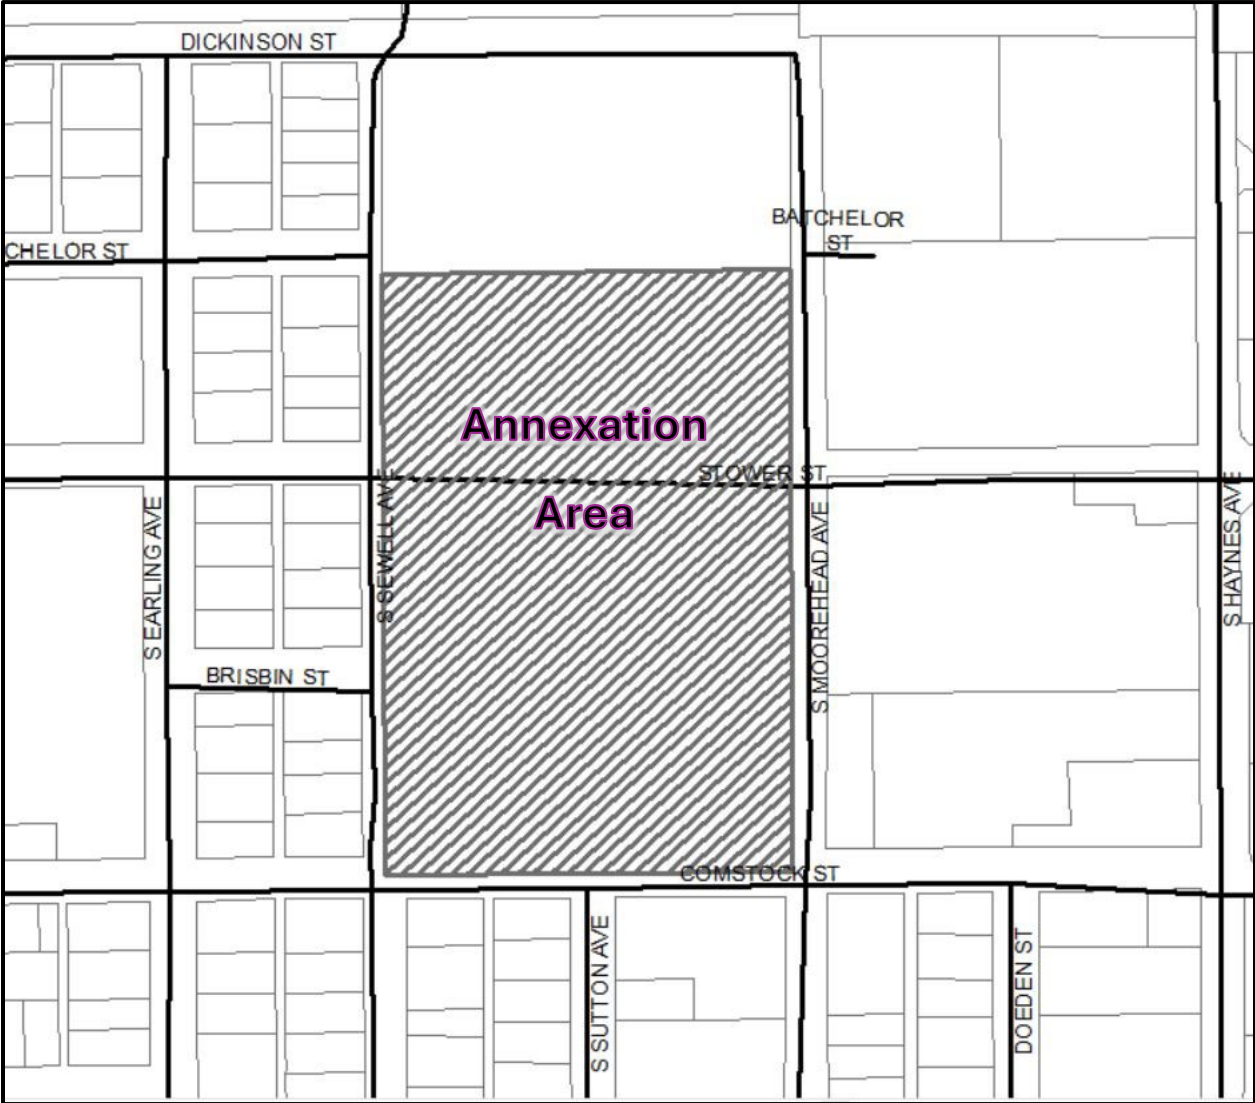 DICKINSON ST
BATCHELOR
ST
CHELOR ST
Annexation
STOWER ST
Area
S EARLING AVE
S SEWELL AVE
S MOOREHEAD AVE
S HAYNES AVE
BRISBIN ST
COMSTOCK ST
S SUTTON AVE
DOEDEN ST